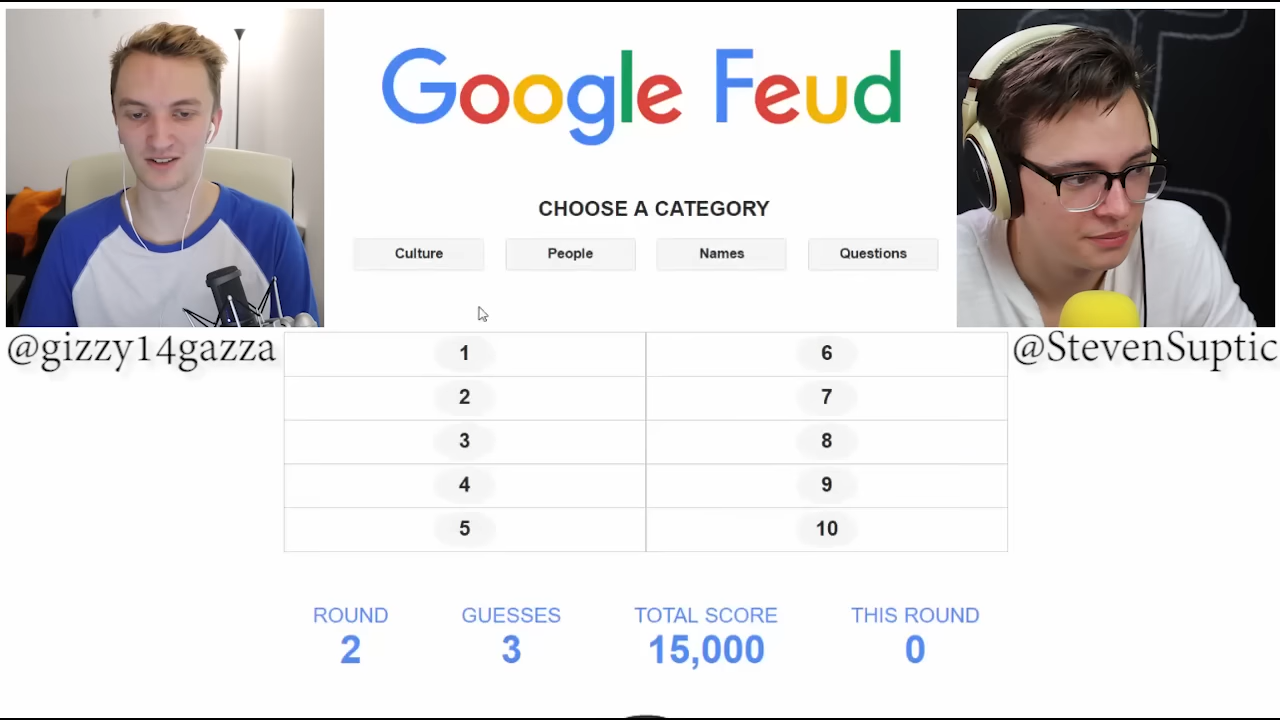 Google Feud
CHOOSE A CATEGORY
Culture
People
Names
Questions
@gizzy14gazza
@StevenSuptic
1
6
2
7
3
8
4
9
5
10
ROUND
GUESSES
TOTAL SCORE
THIS ROUND
2
3
15,000
0